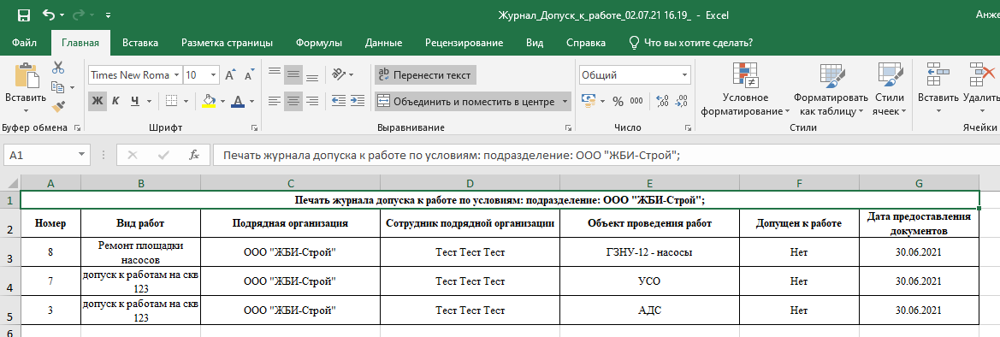 Журнал_Допуск_к_работе_02.07.21 16.19_ - Excel
Анже
Файл Главная Вставка Разметка страницы Формулы Данные Рецензирование Вид Справка Что вы хотите сделать?
Вставить
Times New Roma 10 A A
Ж К Ч А
ab Перенести текст
Объединить и поместить в центре
Общий
% 000
Условное форматирование
Форматировать как таблицу
Стили ячеек
Вставить
Удалить
Буфер обмена Шрифт Выравнивание Число Стили Ячейки
A1 fx Печать журнала допуска к работе по условиям: подразделение: ООО "ЖБИ-Строй";
A B C D E F G
1 Печать журнала допуска к работе по условиям: подразделение: ООО "ЖБИ-Строй";
2 Номер Вид работ Подрядная организация Сотрудник подрядной организации Объект проведения работ Допущен к работе Дата предоставления документов
3 8 Ремонт площадки насосов ООО "ЖБИ-Строй" Тест Тест Тест ГЗНУ-12 - насосы Нет 30.06.2021
4 7 допуск к работам на скв 123 ООО "ЖБИ-Строй" Тест Тест Тест УСО Нет 30.06.2021
5 3 допуск к работам на скв 123 ООО "ЖБИ-Строй" Тест Тест Тест АДС Нет 30.06.2021
6